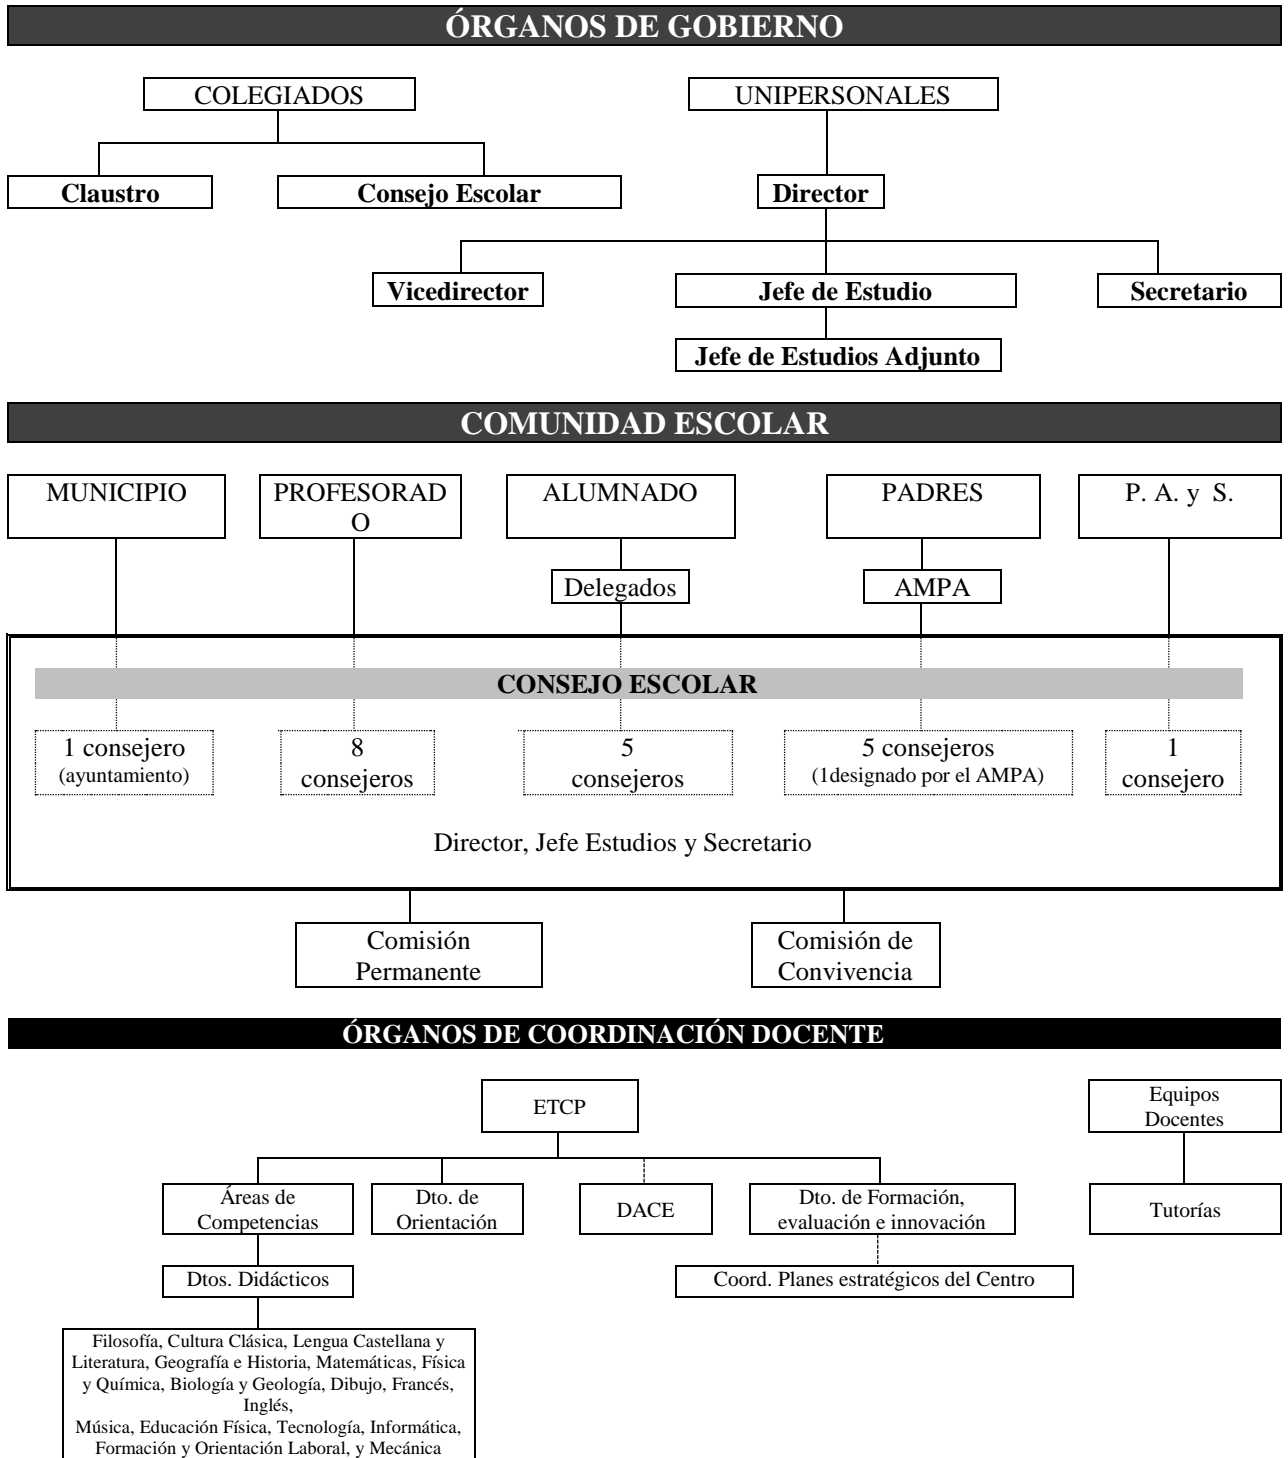 ÓRGANOS DE GOBIERNO
COLEGIADOS
UNIPERSONALES
Claustro
Consejo Escolar
Director
Vicedirector
Jefe de Estudio
Secretario
Jefe de Estudios Adjunto
COMUNIDAD ESCOLAR
MUNICIPIO
PROFESORAD
O
ALUMNADO
PADRES
P. A. y  S.
Delegados
AMPA
CONSEJO ESCOLAR
1 consejero
(ayuntamiento)
8
consejeros
5
consejeros
5 consejeros
(1designado por el AMPA)
1
consejero
Director, Jefe Estudios y Secretario
Comisión
Permanente
Comisión de
Convivencia
ÓRGANOS DE COORDINACIÓN DOCENTE
ETCP
Equipos
Docentes
Áreas de
Competencias
Dto. de
Orientación
DACE
Dto. de Formación,
evaluación e innovación
Tutorías
Dtos. Didácticos
Coord. Planes estratégicos del Centro
Filosofía, Cultura Clásica, Lengua Castellana y
Literatura, Geografía e Historia, Matemáticas, Física
y Química, Biología y Geología, Dibujo, Francés,
Inglés,
Música, Educación Física, Tecnología, Informática,
Formación y Orientación Laboral, y Mecánica